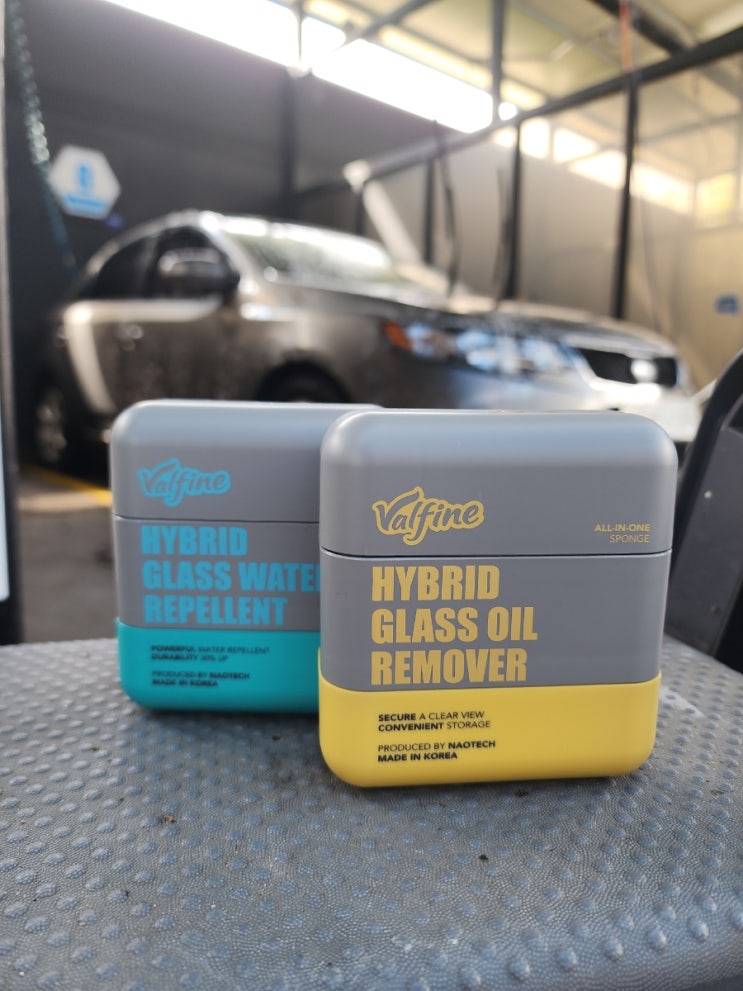 Valfine
HYBRID
GLASS WATE
REPELLENT
POWERFUL WATER REPELLENT
DURABILITY 30% UP
PRODUCED BY NAOTECH
MADE IN KOREA
Valfine
ALL-IN-ONE
SPONGE
HYBRID
GLASS OIL
REMOVER
SECURE A CLEAR VIEW
CONVENIENT STORAGE
PRODUCED BY NAOTECH
MADE IN KOREA